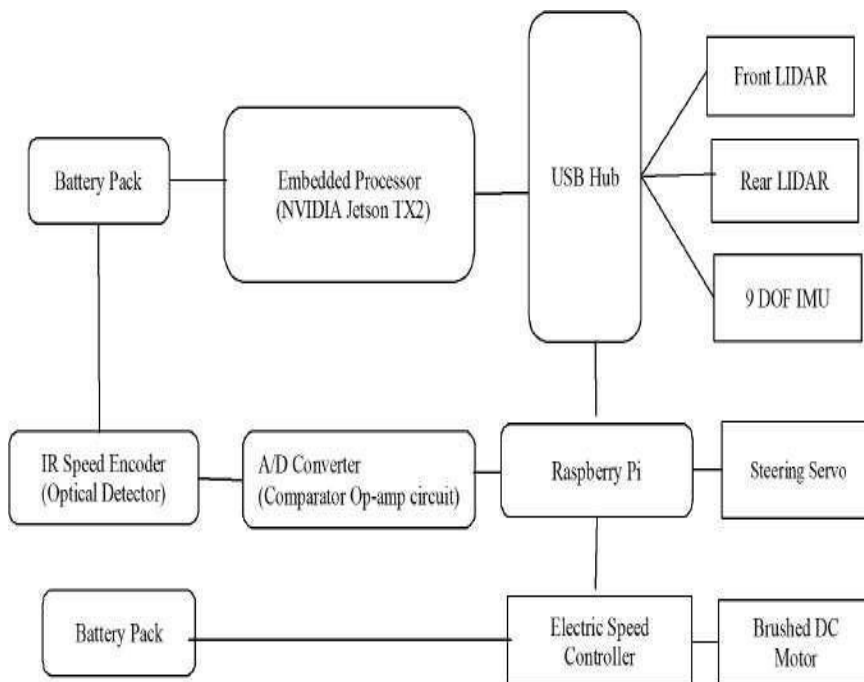 Front LIDAR
Battery Pack
Embedded Processor
(NVIDIA Jetson TX2)
USB Hub
Rear LIDAR
9 DOF IMU
IR Speed Encoder
(Optical Detector)
A/D Converter
(Comparator Op-amp circuit)
Raspberry Pi
Steering Servo
Battery Pack
Electric Speed
Controller
Brushed DC
Motor